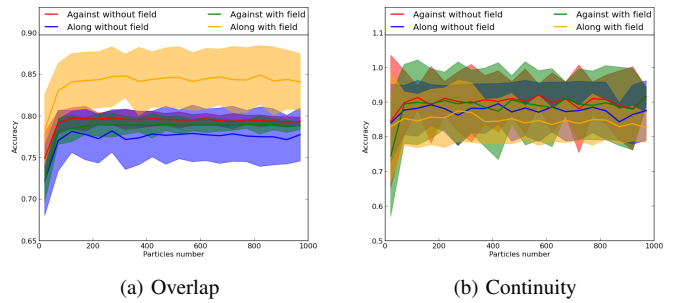 Against without field
Along without field
Against with field
Along with field
0.90
0.85
0.80
0.75
0.70
0.65
Accuracy
0
200
400
600
800
1000
Particles number
(a) Overlap
Against without field
Along without field
Against with field
Along with field
1.1
1.0
0.9
0.8
0.7
0.6
0.5
Accuracy
0
200
400
600
800
1000
Particles number
(b) Continuity